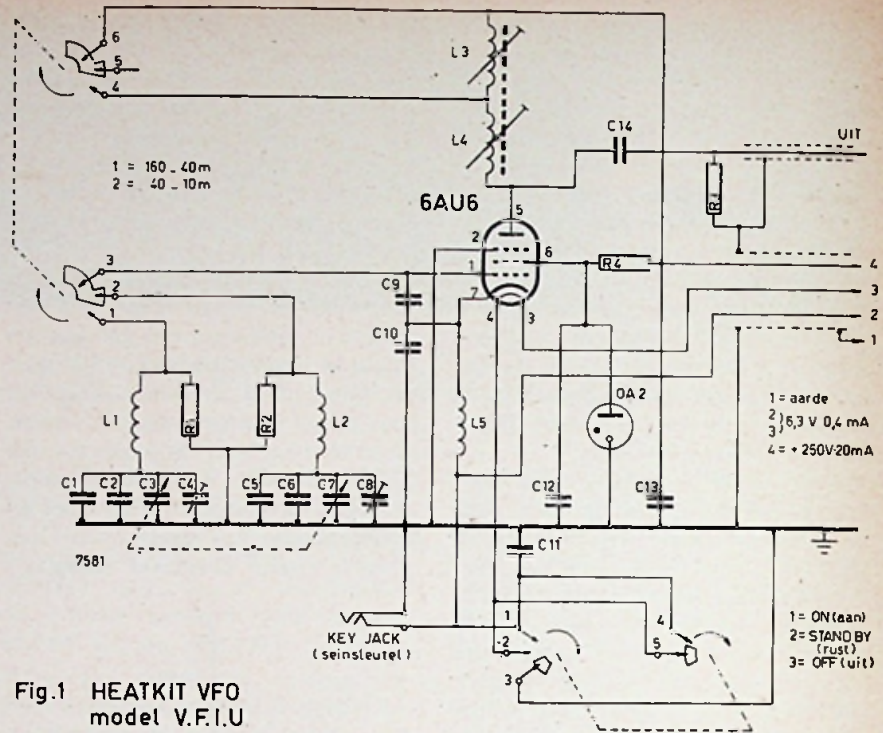 6
5
4
L3
L4
C14
UIT
R3
1 = 160 _ 40m
2 = 40 _ 10m
6AU6
5
2
6
1
7
4
3
R4
4
3
2
1
3
2
1
C9
C10
L1
R1
R2
L2
L5
OA2
1 = aarde
2)
3) 6,3 V 0,4 mA
4 = + 250V-20mA
C1 C2 C3 C4 C5 C6 C7 C8
C12
C13
7581
C11
KEY JACK
(seinsleutel)
1
2
3
4
5
1 = ON (aan)
2 = STAND BY
(rust)
3 = OFF (uit)
Fig.1 HEATKIT VFO
model V.F.I.U